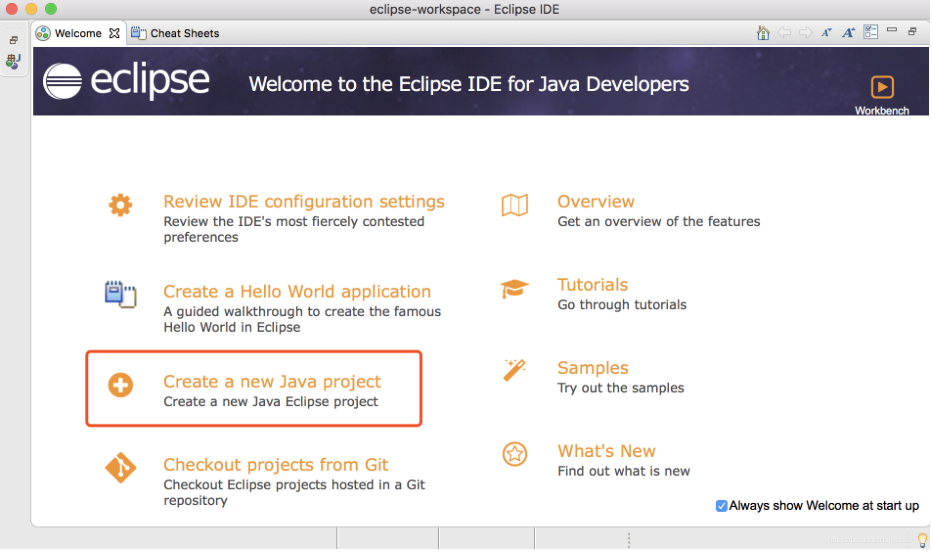 eclipse-workspace - Eclipse IDE
Welcome
Cheat Sheets
eclipse
Welcome to the Eclipse IDE for Java Developers
Workbench
Review IDE configuration settings
Review the IDE's most fiercely contested
preferences
Overview
Get an overview of the features
Create a Hello World application
A guided walkthrough to create the famous
Hello World in Eclipse
Tutorials
Go through tutorials
Create a new Java project
Create a new Java Eclipse project
Samples
Try out the samples
Checkout projects from Git
Checkout Eclipse projects hosted in a Git
repository
What's New
Find out what is new
Always show Welcome at start up